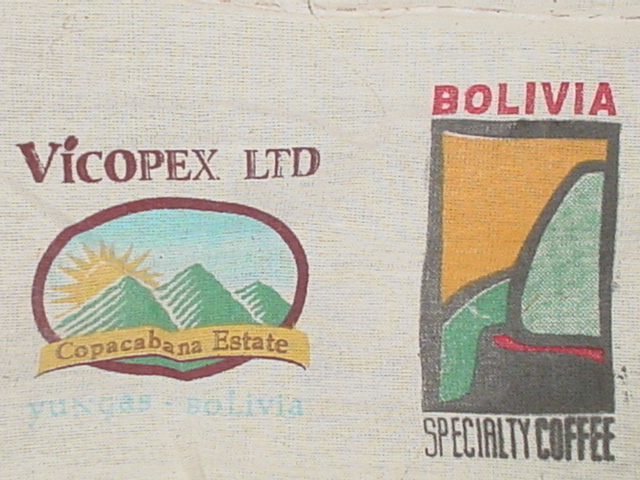 VicoPEX LTD
Copacabana Estate
yungas - BoLivia
BOLIVIA
SPECIALTY COFFEE